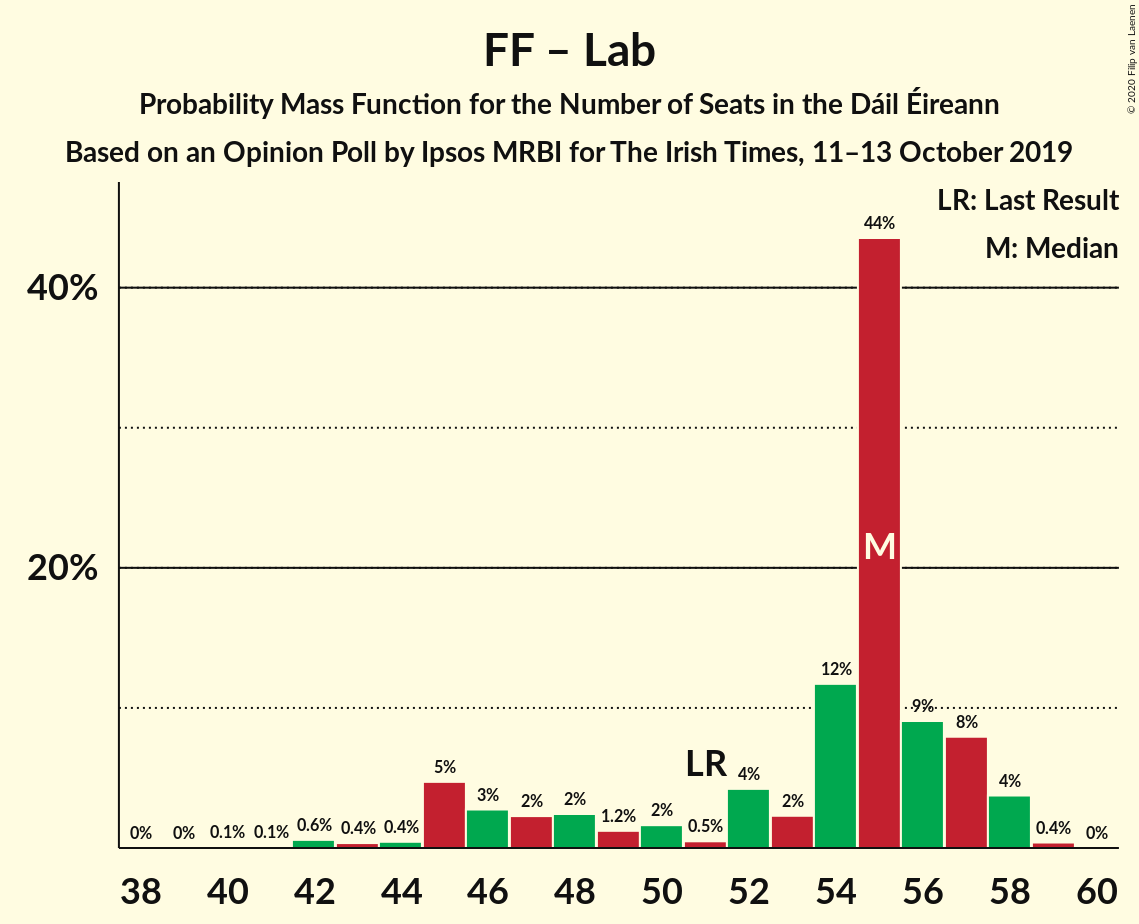 FF – Lab
Probability Mass Function for the Number of Seats in the Dáil Éireann
Based on an Opinion Poll by Ipsos MRBI for The Irish Times, 11–13 October 2019
© 2020 Filip van Laenen
LR: Last Result
M: Median
40%
20%
0% 0% 0.1% 0.1% 0.6% 0.4% 0.4% 5% 3% 2% 2% 1.2% 2% 0.5% 4% 2% 12% 44% 9% 8% 4% 0.4% 0%
LR
M
38 40 42 44 46 48 50 52 54 56 58 60